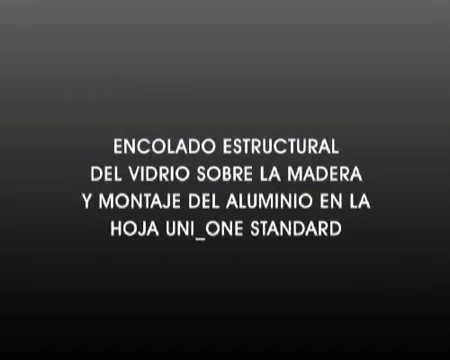 ENCOLADO ESTRUCTURAL
DEL VIDRIO SOBRE LA MADERA
Y MONTAJE DEL ALUMINIO EN LA
HOJA UNI_ONE STANDARD